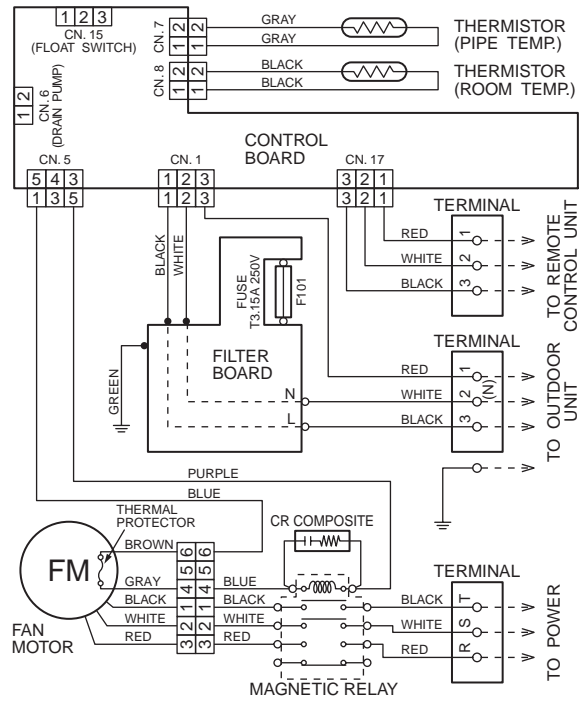 1 2 3
CN. 15
(FLOAT SWITCH)
CN. 7
2 2
1 1
GRAY
GRAY
THERMISTOR
(PIPE TEMP.)
CN. 8
2 2
1 1
BLACK
BLACK
THERMISTOR
(ROOM TEMP.)
1 2
CN. 6
(DRAIN PUMP)
CONTROL
BOARD
CN. 5
5 4 3
1 3 5
CN. 1
1 2 3
1 2 3
CN. 17
3 2 1
3 2 1
TERMINAL
RED
1
WHITE
2
BLACK
3
TO REMOTE
CONTROL UNIT
BLACK
WHITE
FUSE
T3.15A 250V
F101
FILTER
BOARD
GREEN
N
L
TERMINAL
RED
1
WHITE
2
(N)
BLACK
3
TO OUTDOOR
UNIT
PURPLE
BLUE
THERMAL
PROTECTOR
CR COMPOSITE
FM
BROWN
6 6
5 5
GRAY
4 4
BLUE
BLACK
1 1
BLACK
WHITE
2 2
WHITE
RED
3 3
RED
FAN
MOTOR
MAGNETIC RELAY
TERMINAL
BLACK
T
WHITE
S
RED
R
TO POWER